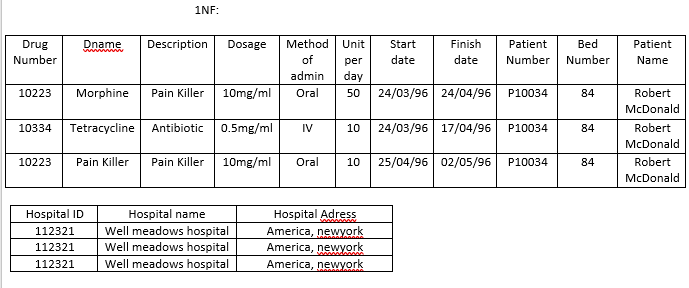 1NF:
Drug Number Dname Description Dosage Method of admin Unit per day Start date Finish date Patient Number Bed Number Patient Name
10223 Morphine Pain Killer 10mg/ml Oral 50 24/03/96 24/04/96 P10034 84 Robert McDonald
10334 Tetracycline Antibiotic 0.5mg/ml IV 10 24/03/96 17/04/96 P10034 84 Robert McDonald
10223 Pain Killer Pain Killer 10mg/ml Oral 10 25/04/96 02/05/96 P10034 84 Robert McDonald
Hospital ID Hospital name Hospital Adress
112321 Well meadows hospital America, newyork
112321 Well meadows hospital America, newyork
112321 Well meadows hospital America, newyork